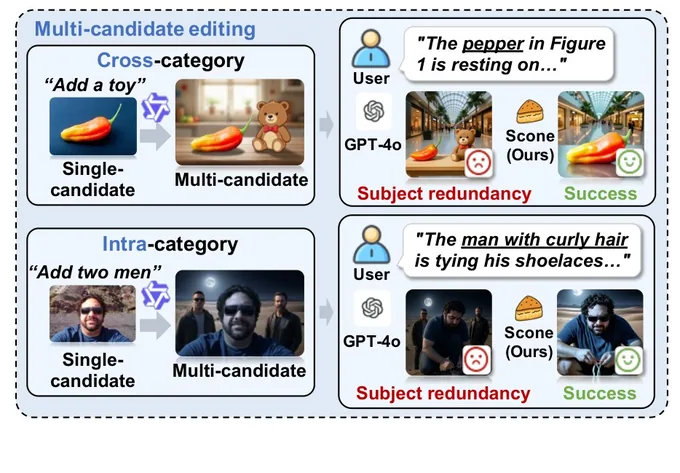 Multi-candidate editing
Cross-category
“Add a toy”
Single-
candidate
Multi-candidate
User
"The pepper in Figure
1 is resting on…"
GPT-4o
Scone
(Ours)
Subject redundancy
Success
Intra-category
“Add two men”
Single-
candidate
Multi-candidate
User
"The man with curly hair
is tying his shoelaces…"
GPT-4o
Scone
(Ours)
Subject redundancy
Success